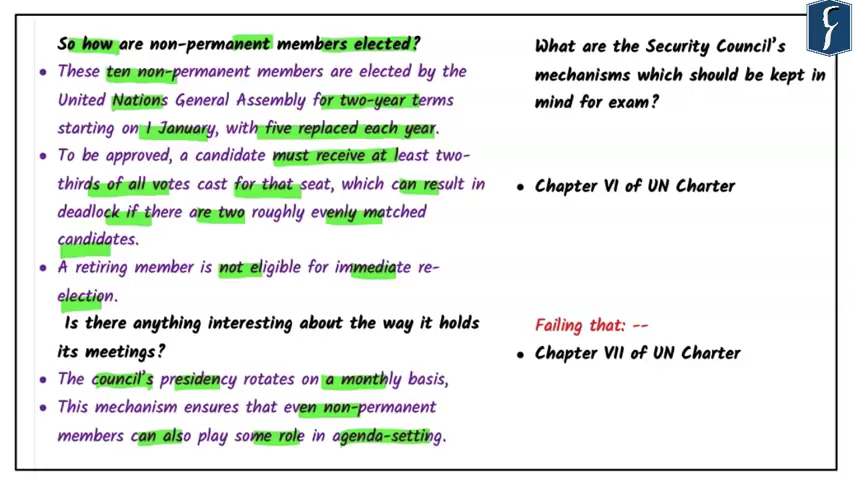 So how are non-permanent members elected?
• These ten non-permanent members are elected by the
United Nations General Assembly for two-year terms
starting on 1 January, with five replaced each year.
• To be approved, a candidate must receive at least two-
thirds of all votes cast for that seat, which can result in
deadlock if there are two roughly evenly matched
candidates.
• A retiring member is not eligible for immediate re-
election.
Is there anything interesting about the way it holds
its meetings?
• The council's presidency rotates on a monthly basis,
• This mechanism ensures that even non-permanent
members can also play some role in agenda-setting.
What are the Security Council's
mechanisms which should be kept in
mind for exam?
• Chapter VI of UN Charter
Failing that: --
• Chapter VII of UN Charter